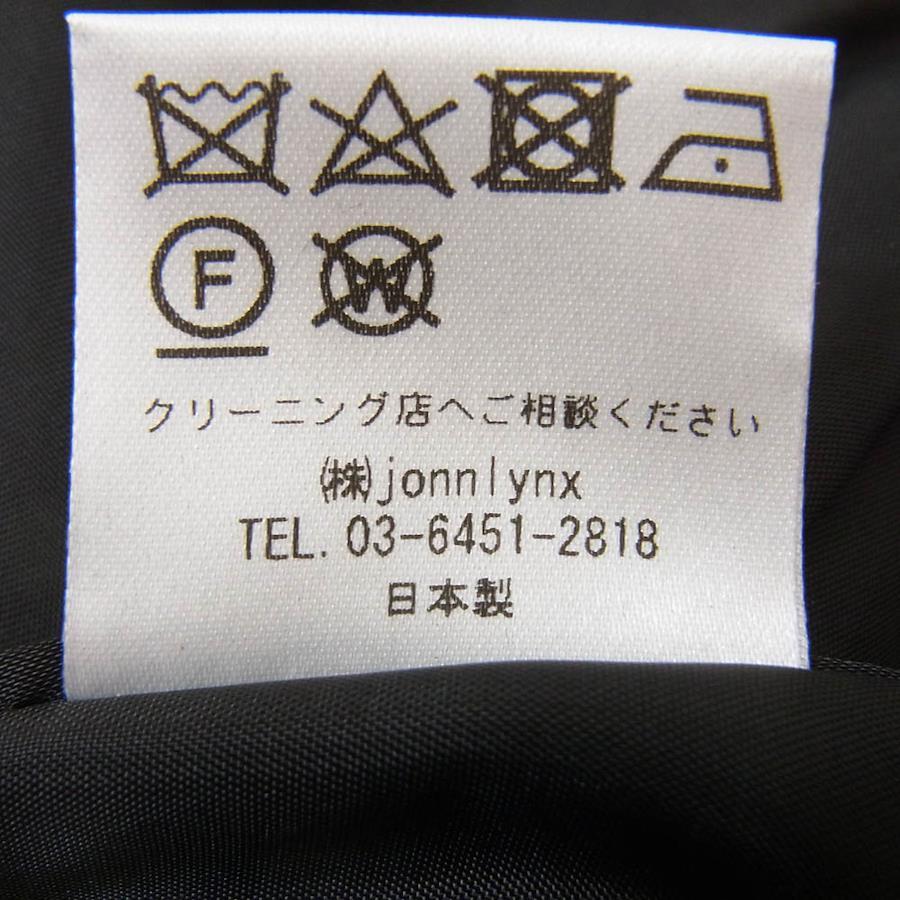 F W
クリーニング店へご相談ください
㈱jonnlynx
TEL. 03-6451-2818
日本製